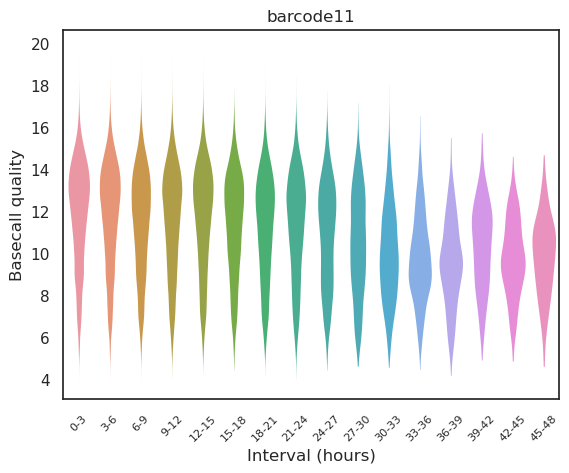 barcode11
Basecall quality
20
18
16
14
12
10
8
6
4
0-3 3-6 6-9 9-12 12-15 15-18 18-21 21-24 24-27 27-30 30-33 33-36 36-39 39-42 42-45 45-48
Interval (hours)